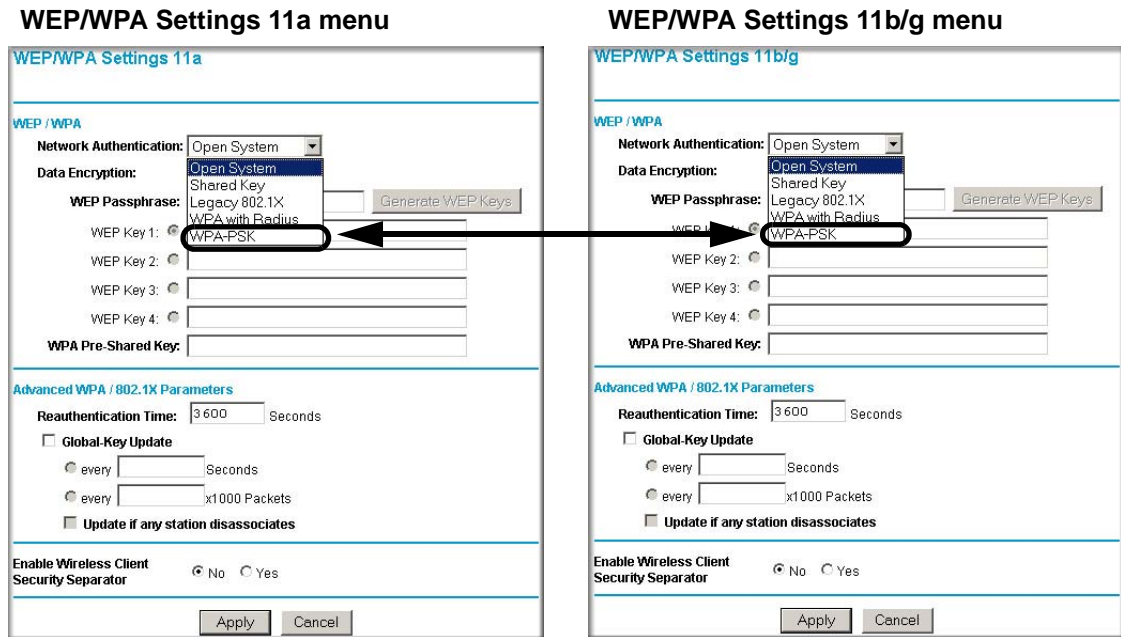 WEP/WPA Settings 11a menu
WEP/WPA Settings 11a
WEP / WPA
Network Authentication: Open System
Open System
Shared Key
Legacy 802.1X
WPA with Radius
WPA-PSK
Data Encryption:
WEP Passphrase: Generate WEP Keys
WEP Key 1:
WEP Key 2:
WEP Key 3:
WEP Key 4:
WPA Pre-Shared Key:
Advanced WPA / 802.1X Parameters
Reauthentication Time: 3600 Seconds
Global-Key Update
every Seconds
every x1000 Packets
Update if any station disassociates
Enable Wireless Client
Security Separator No Yes
Apply Cancel
WEP/WPA Settings 11b/g menu
WEP/WPA Settings 11b/g
WEP / WPA
Network Authentication: Open System
Open System
Shared Key
Legacy 802.1X
WPA with Radius
WPA-PSK
Data Encryption:
WEP Passphrase: Generate WEP Keys
WEP
WEP Key 2:
WEP Key 3:
WEP Key 4:
WPA Pre-Shared Key:
Advanced WPA / 802.1X Parameters
Reauthentication Time: 3600 Seconds
Global-Key Update
every Seconds
every x1000 Packets
Update if any station disassociates
Enable Wireless Client
Security Separator No Yes
Apply Cancel